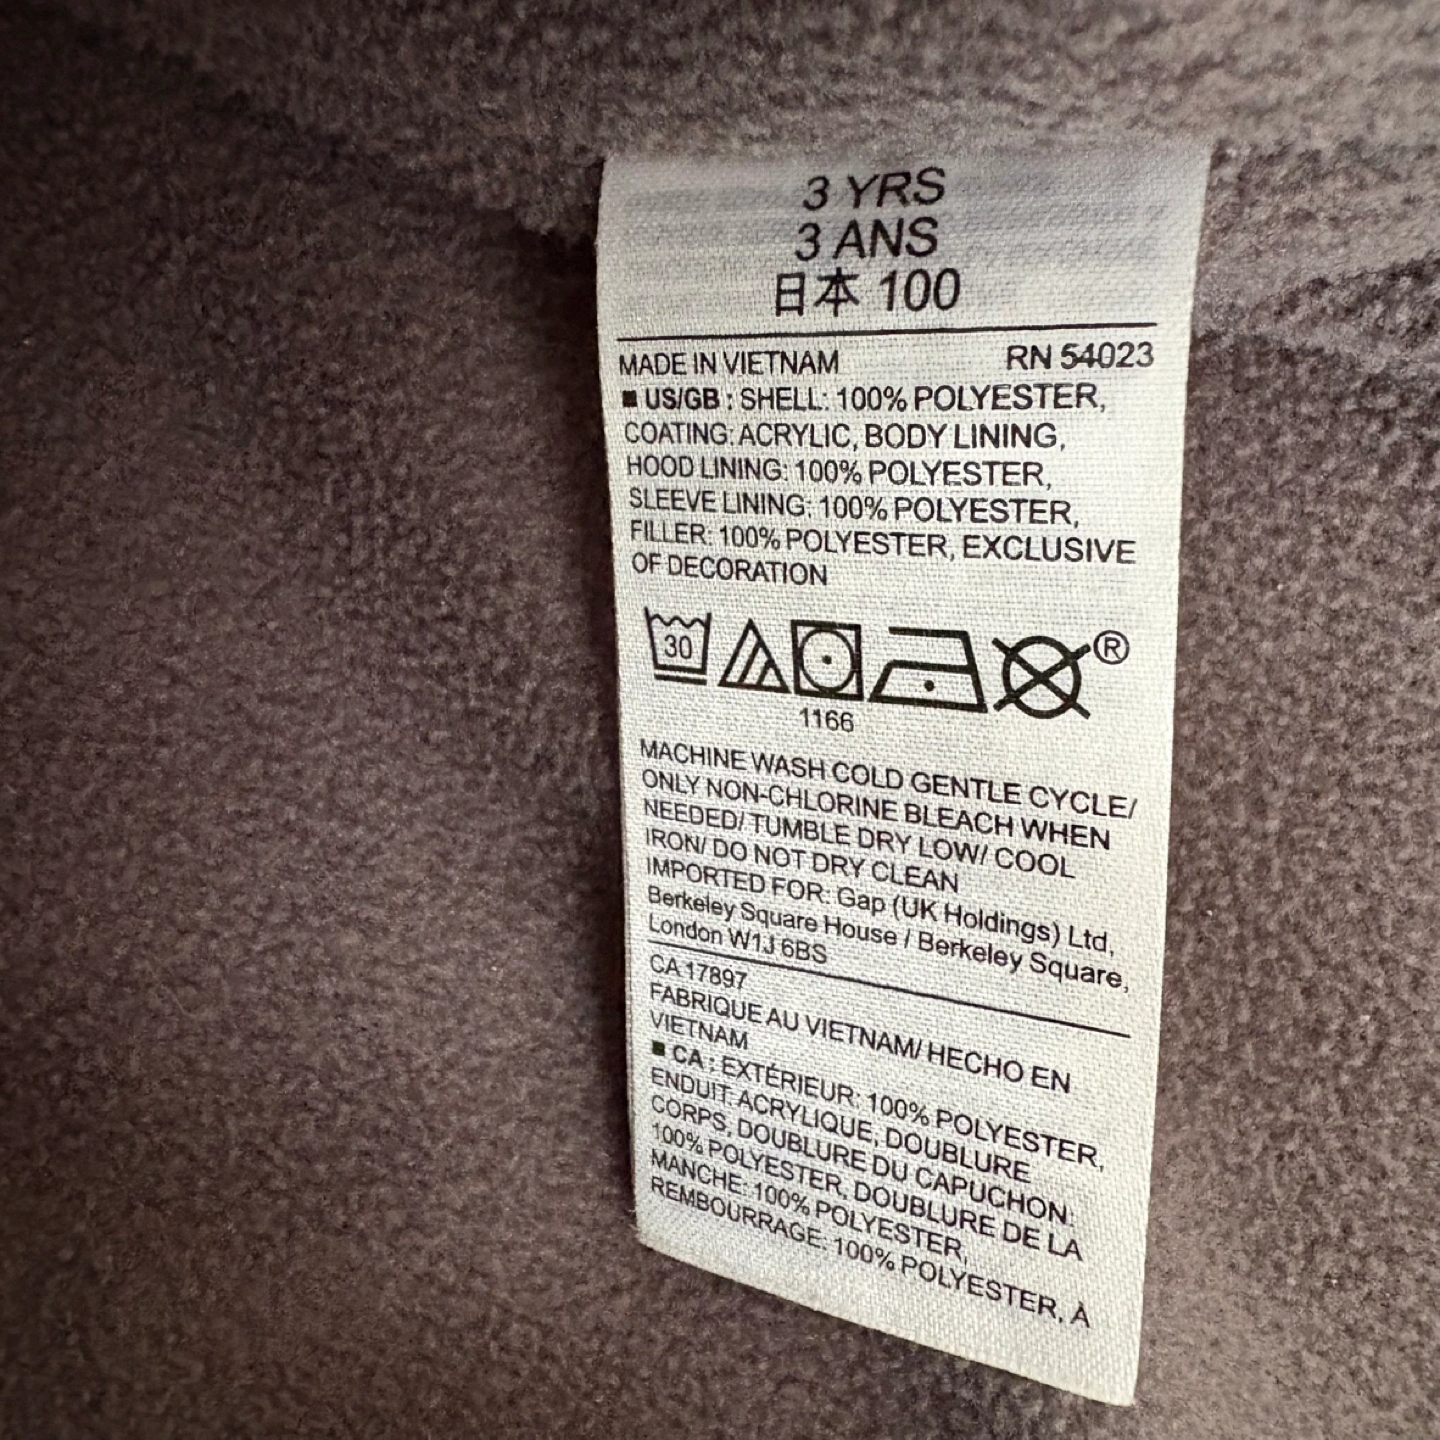 3 YRS
3 ANS
日本 100
MADE IN VIETNAM RN 54023
■ US/GB : SHELL: 100% POLYESTER,
COATING: ACRYLIC, BODY LINING,
HOOD LINING: 100% POLYESTER,
SLEEVE LINING: 100% POLYESTER,
FILLER: 100% POLYESTER, EXCLUSIVE
OF DECORATION
30
®
1166
MACHINE WASH COLD GENTLE CYCLE/
ONLY NON-CHLORINE BLEACH WHEN
NEEDED/ TUMBLE DRY LOW/ COOL
IRON/ DO NOT DRY CLEAN
IMPORTED FOR: Gap (UK Holdings) Ltd,
Berkeley Square House / Berkeley Square,
London W1J 6BS
CA 17897
FABRIQUE AU VIETNAM/ HECHO EN
VIETNAM
■ CA : EXTÉRIEUR: 100% POLYESTER,
ENDUIT: ACRYLIQUE, DOUBLURE
CORPS, DOUBLURE DU CAPUCHON:
100% POLYESTER, DOUBLURE DE LA
MANCHE: 100% POLYESTER,
REMBOURRAGE: 100% POLYESTER, À